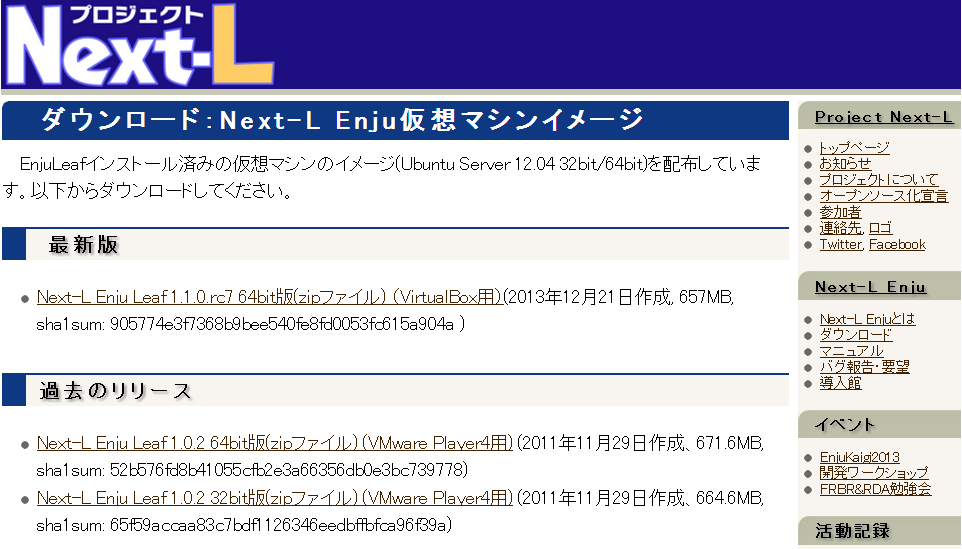 プロジェクト
Next-L
ダウンロード：Next-L Enju仮想マシンイメージ
EnjuLeafインストール済みの仮想マシンのイメージ(Ubuntu Server 12.04 32bit/64bit)を配布していま
す。以下からダウンロードしてください。
最新版
Next-L Enju Leaf 1.1.0.rc7 64bit版(zipファイル) （VirtualBox用）(2013年12月21日作成, 657MB,
sha1sum: 905774e3f7368b9bee540fe8fd0053fc615a904a )
過去のリリース
Next-L Enju Leaf 1.0.2 64bit版(zipファイル) (VMware Player4用) (2011年11月29日作成、671.6MB,
sha1sum: 52b576fd8b41055cfb2e3a66356db0e3bc739778)
Next-L Enju Leaf 1.0.2 32bit版(zipファイル) (VMware Player4用) (2011年11月29日作成、664.6MB,
sha1sum: 65f59accaa83c7bdf1126346eedbffbfca96f39a)
Project Next-L
トップページ
お知らせ
プロジェクトについて
オープンソース化宣言
参加者
連絡先, ロゴ
Twitter, Facebook
Next-L Enju
Next-L Enjuとは
ダウンロード
マニュアル
バグ報告・要望
導入館
イベント
EnjuKaigi2013
開発ワークショップ
FRBR&RDA勉強会
活動記録